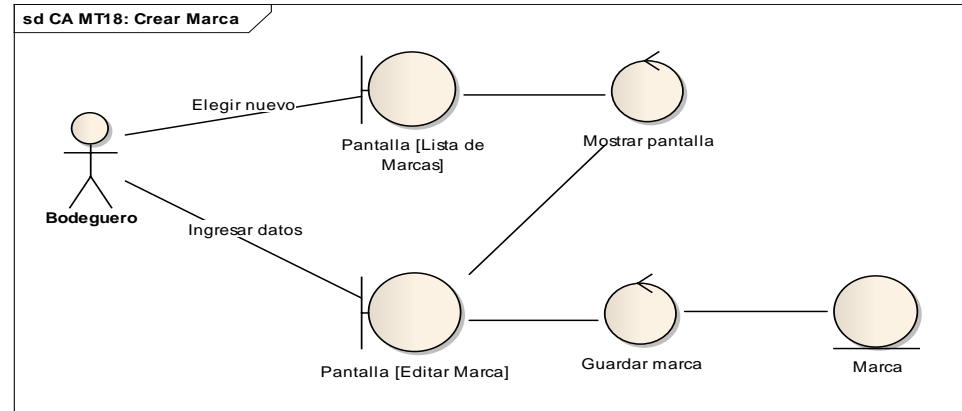 sd CA MT18: Crear Marca
Elegir nuevo
Pantalla [Lista de
Marcas]
Mostrar pantalla
Bodeguero
Ingresar datos
Pantalla [Editar Marca]
Guardar marca
Marca